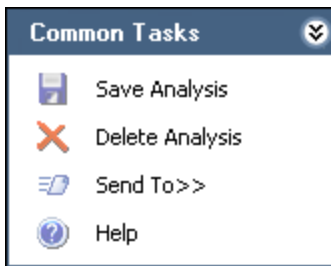 Common Tasks
Save Analysis
Delete Analysis
Send To>>
Help